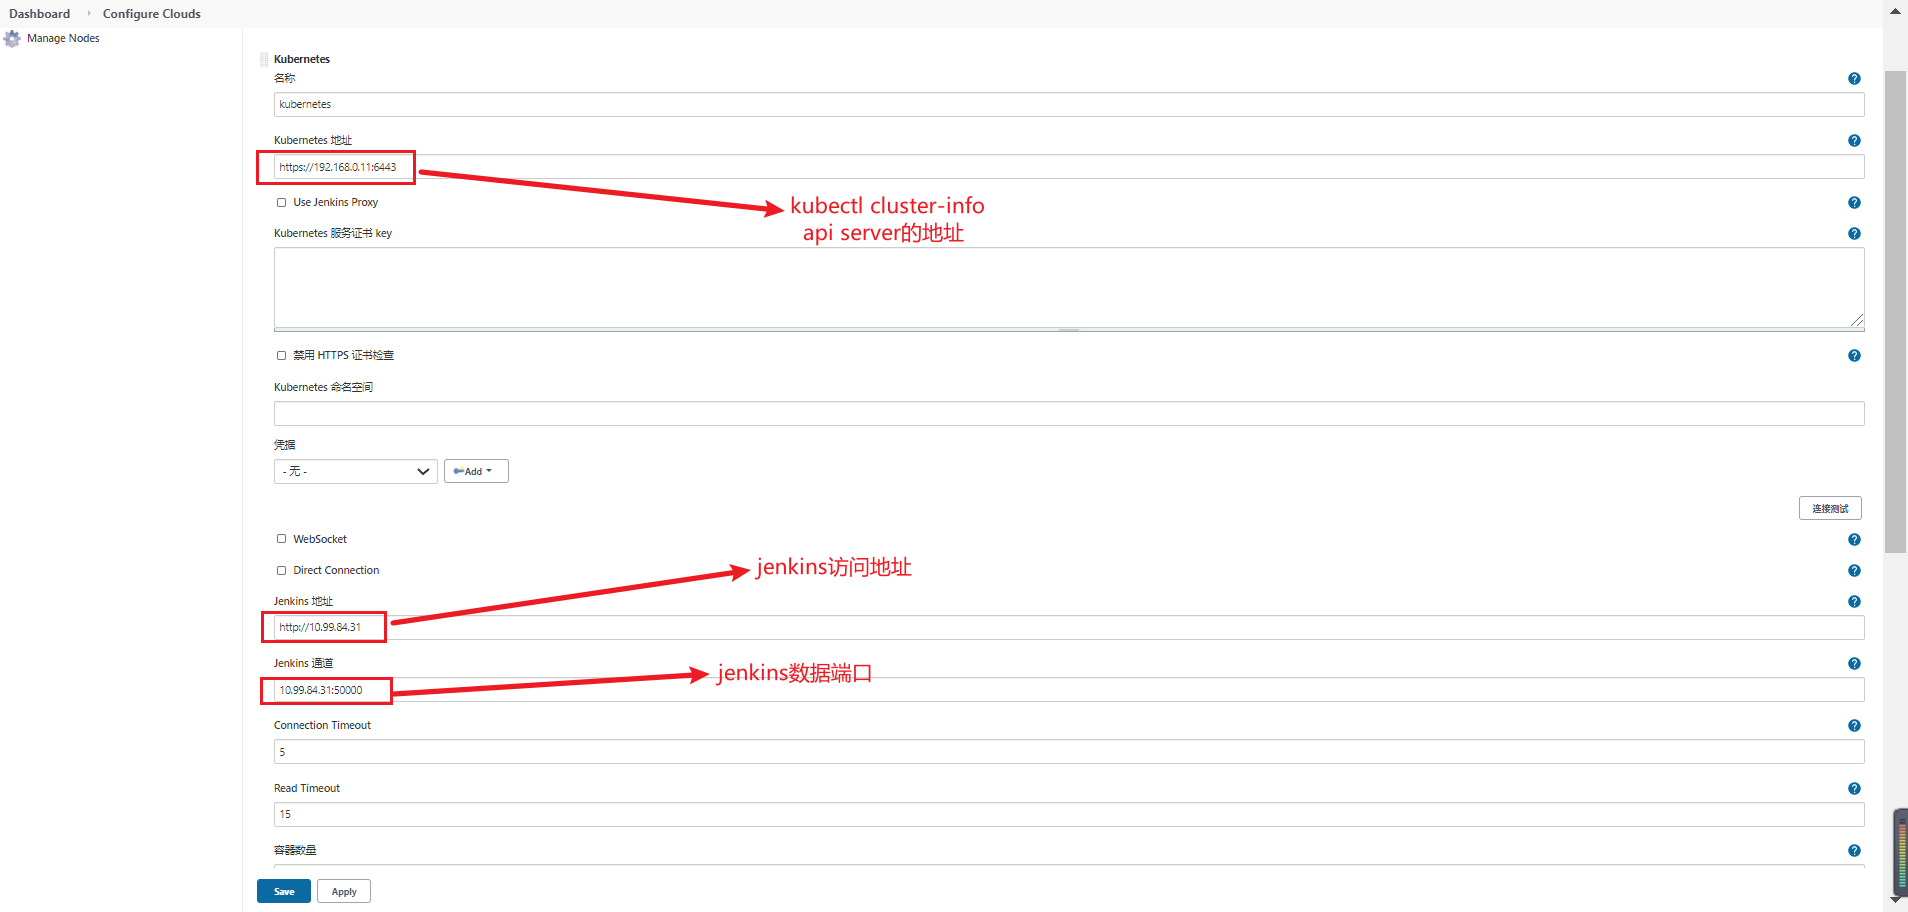 Dashboard
Configure Clouds
Manage Nodes
Kubernetes
名称
kubernetes
Kubernetes 地址
https://192.168.0.11:6443
kubectl cluster-info
api server的地址
Use Jenkins Proxy
Kubernetes 服务证书 key
禁用 HTTPS 证书检查
Kubernetes 命名空间
凭据
- 无 -
Add
连接测试
WebSocket
Direct Connection
jenkins访问地址
Jenkins 地址
http://10.99.84.31
Jenkins 通道
jenkins数据端口
10.99.84.31:50000
Connection Timeout
5
Read Timeout
15
容器数量
Save
Apply